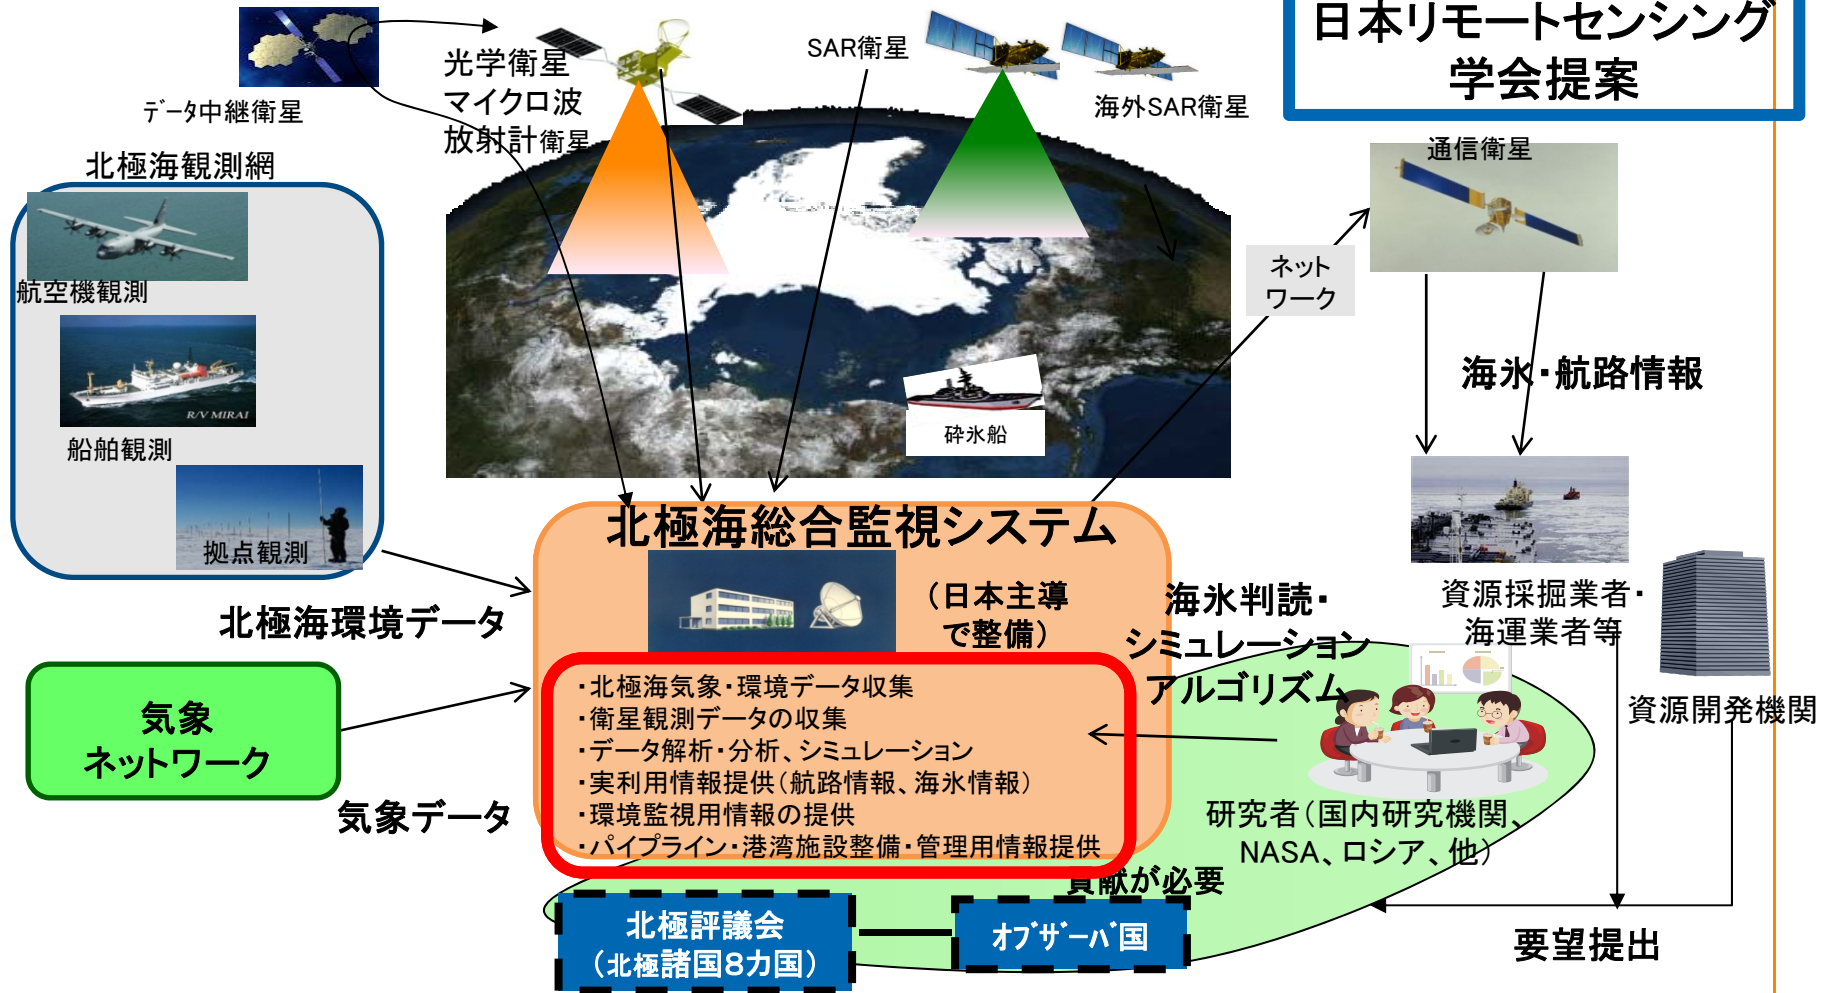 日本リモートセンシング
学会提案
データ中継衛星
光学衛星
マイクロ波
放射計衛星
SAR衛星
海外SAR衛星
通信衛星
北極海観測網
航空機観測
R/V MIRAI
船舶観測
拠点観測
ネット
ワーク
海氷・航路情報
砕氷船
北極海総合監視システム
（日本主導
で整備）
北極海環境データ
気象
ネットワーク
気象データ
・北極海気象・環境データ収集
・衛星観測データの収集
・データ解析・分析、シミュレーション
・実利用情報提供（航路情報、海氷情報）
・環境監視用情報の提供
・パイプライン・港湾施設整備・管理用情報提供
海氷判読・
シミュレーション
アルゴリズム
資源採掘業者・
海運業者等
資源開発機関
研究者（国内研究機関、
NASA、ロシア、他）
貢献が必要
北極評議会
（北極諸国８カ国）
オブザーバ国
要望提出